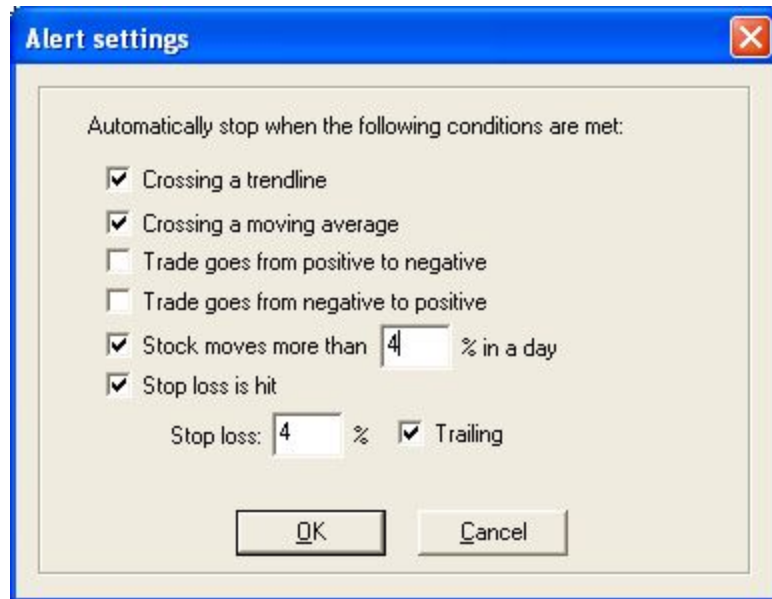 Alert settings
Automatically stop when the following conditions are met:
Crossing a trendline
Crossing a moving average
Trade goes from positive to negative
Trade goes from negative to positive
Stock moves more than 4 % in a day
Stop loss is hit
Stop loss: 4 % Trailing
OK Cancel